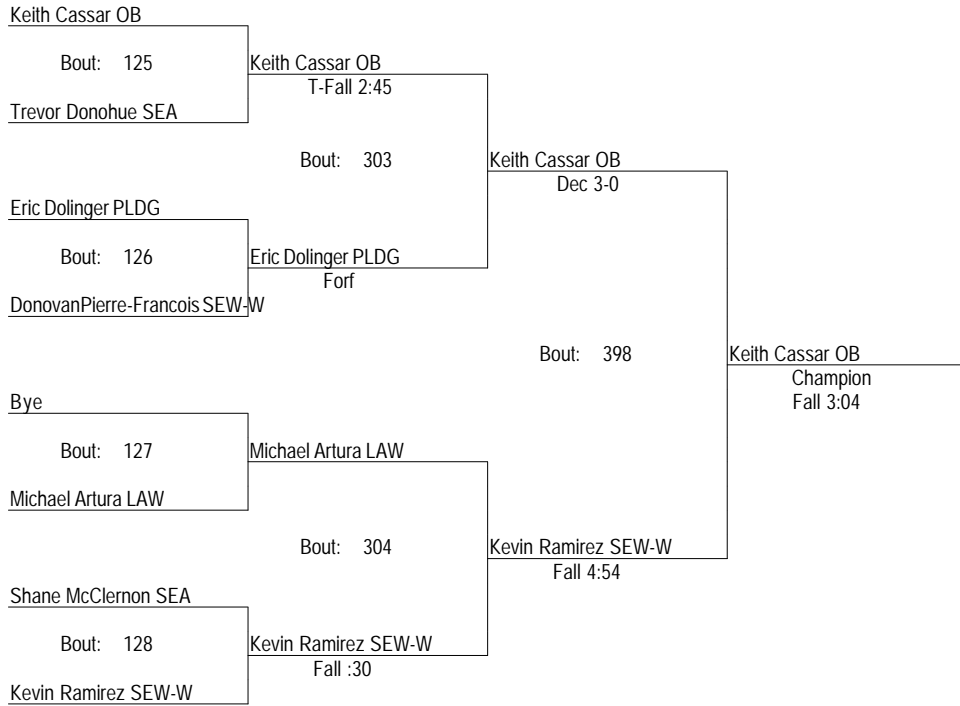 Keith Cassar OB
Bout: 125
Keith Cassar OB
T-Fall 2:45
Trevor Donohue SEA
Bout: 303
Keith Cassar OB
Dec 3-0
Eric Dolinger PLDG
Bout: 126
Eric Dolinger PLDG
Forf
DonovanPierre-Francois SEW-W
Bout: 398
Keith Cassar OB
Champion
Fall 3:04
Bye
Bout: 127
Michael Artura LAW
Michael Artura LAW
Bout: 304
Kevin Ramirez SEW-W
Fall 4:54
Shane McClernon SEA
Bout: 128
Kevin Ramirez SEW-W
Fall :30
Kevin Ramirez SEW-W